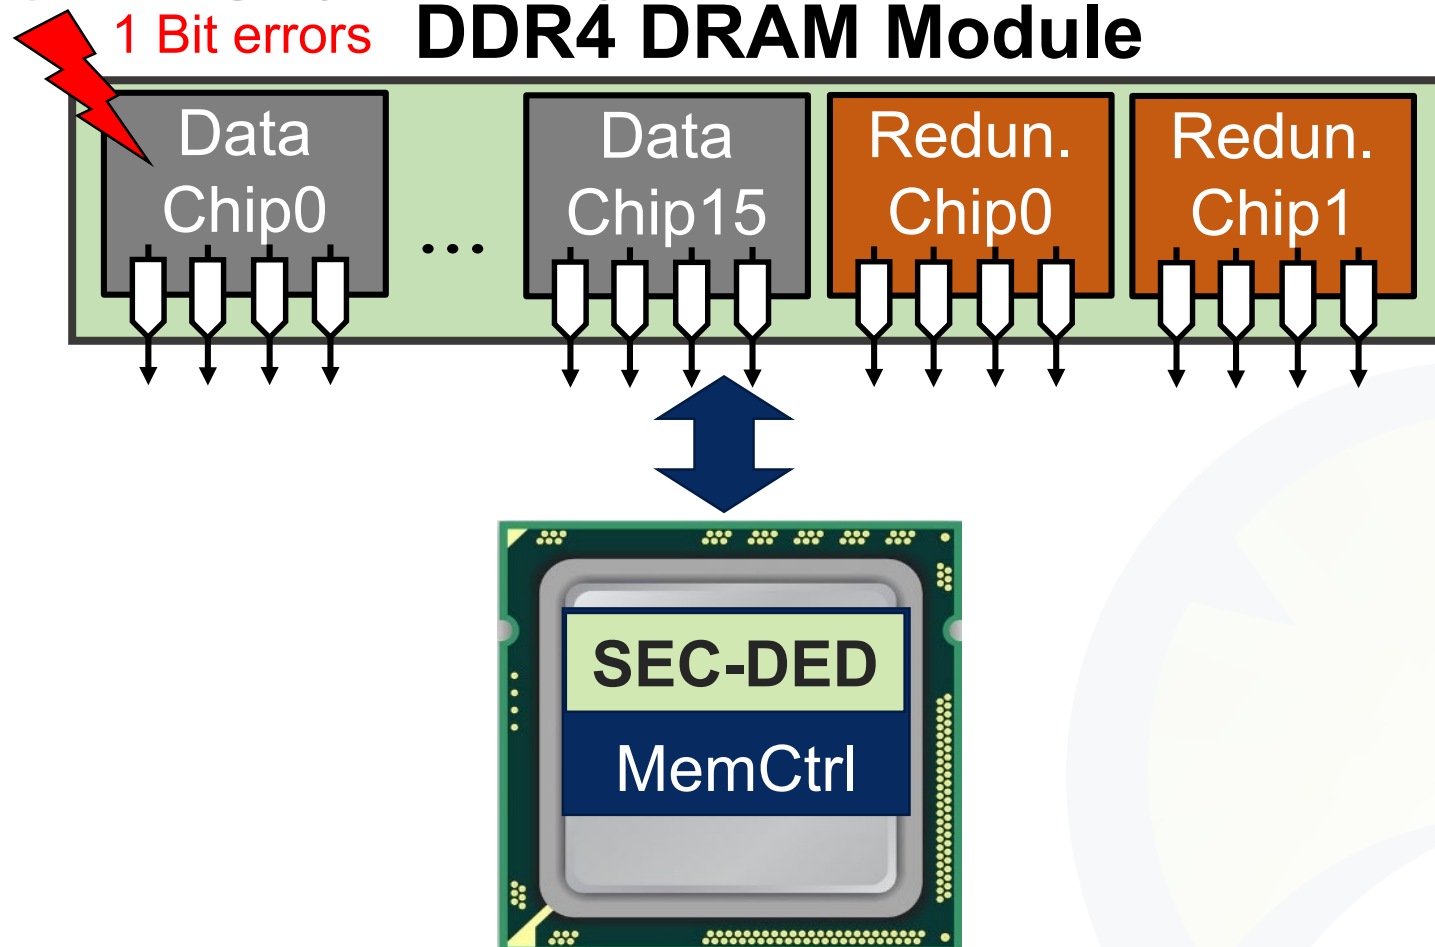 1 Bit errors
DDR4 DRAM Module
Data
Chip0
...
Data
Chip15
Redun.
Chip0
Redun.
Chip1
SEC-DED
MemCtrl